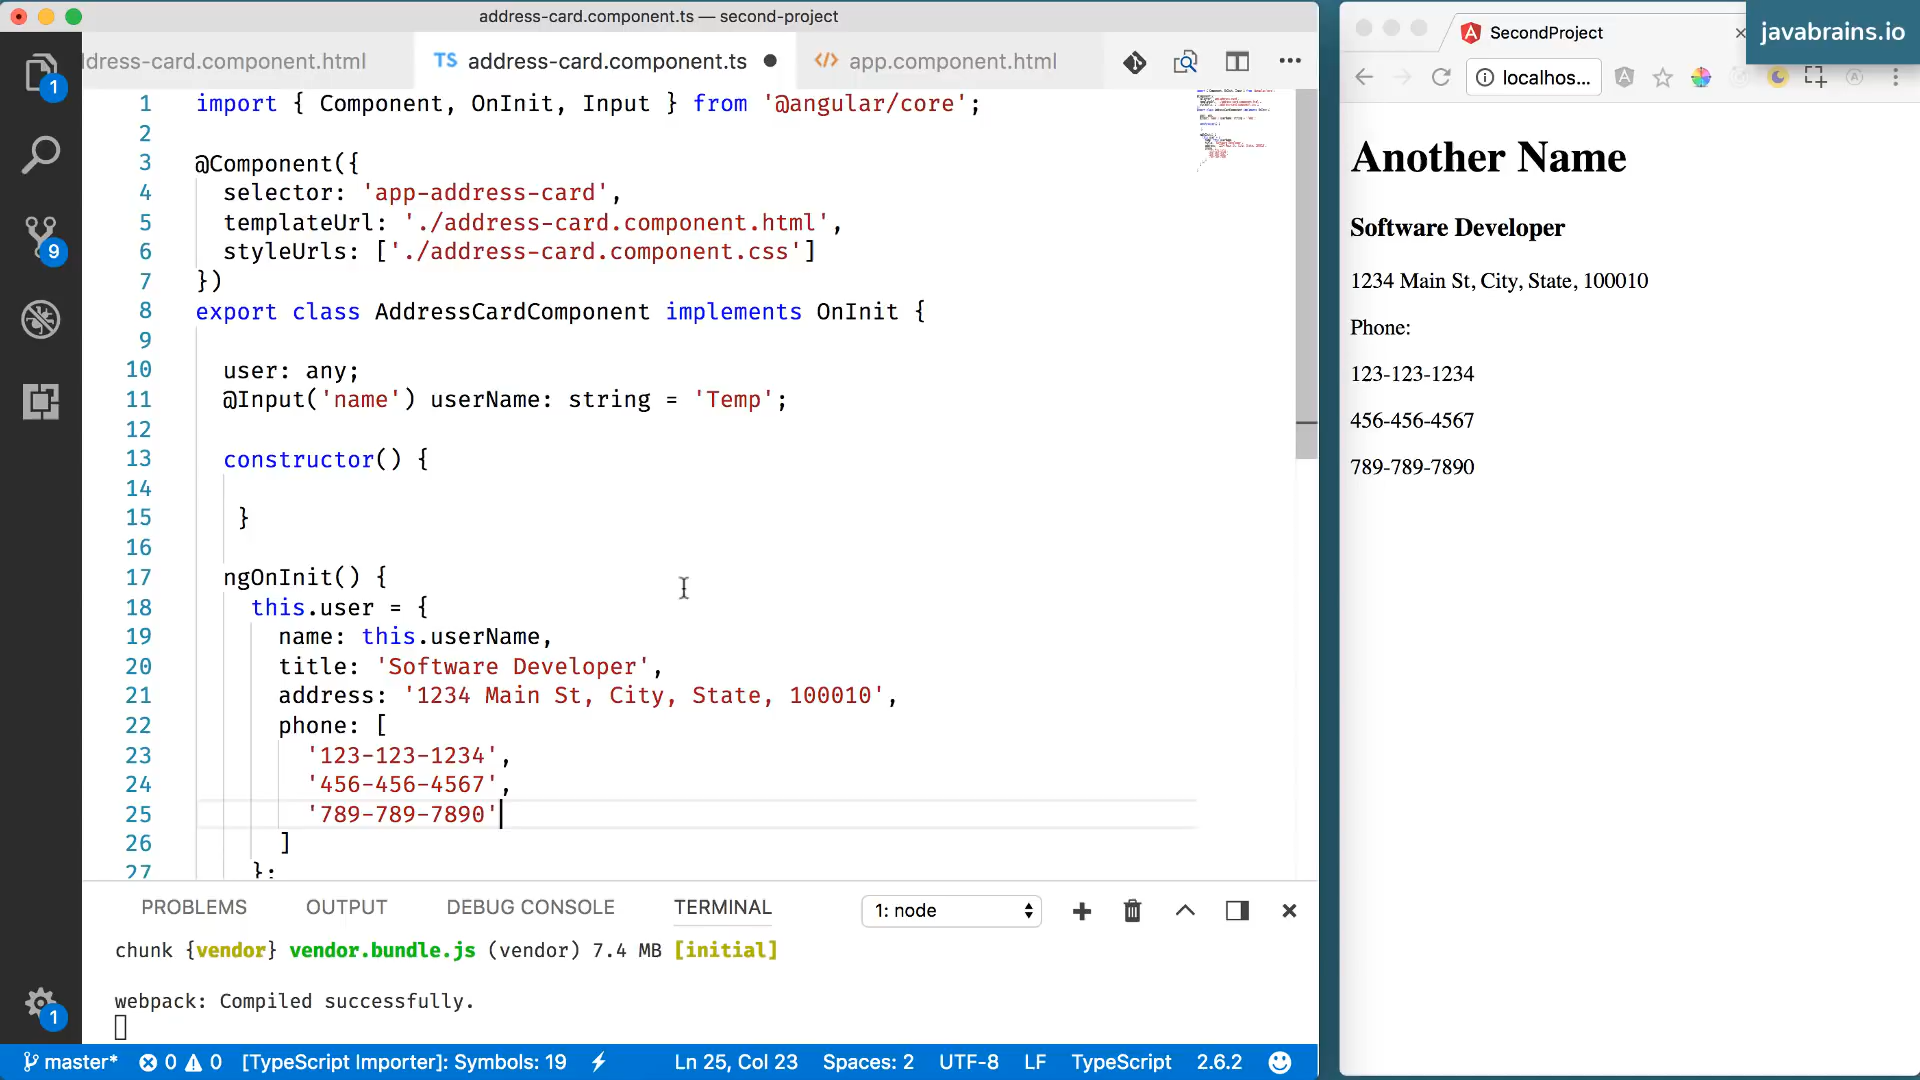 address-card.component.ts — second-project
dress-card.component.html
TS address-card.component.ts
</> app.component.html
1 import { Component, OnInit, Input } from '@angular/core';
2
3 @Component({
4 selector: 'app-address-card',
5 templateUrl: './address-card.component.html',
6 styleUrls: ['./address-card.component.css']
7 })
8 export class AddressCardComponent implements OnInit {
9
10 user: any;
11 @Input('name') userName: string = 'Temp';
12
13 constructor() {
14
15 }
16
17 ngOnInit() {
18 this.user = {
19 name: this.userName,
20 title: 'Software Developer',
21 address: '1234 Main St, City, State, 100010',
22 phone: [
23 '123-123-1234',
24 '456-456-4567',
25 '789-789-7890'
26 ]
27 };
1
9
1
PROBLEMS OUTPUT DEBUG CONSOLE TERMINAL 1: node
chunk {vendor} vendor.bundle.js (vendor) 7.4 MB [initial]
webpack: Compiled successfully.
master* 0 0 [TypeScript Importer]: Symbols: 19 Ln 25, Col 23 Spaces: 2 UTF-8 LF TypeScript 2.6.2
SecondProject
javabrains.io
localhos...
Another Name
Software Developer
1234 Main St, City, State, 100010
Phone:
123-123-1234
456-456-4567
789-789-7890